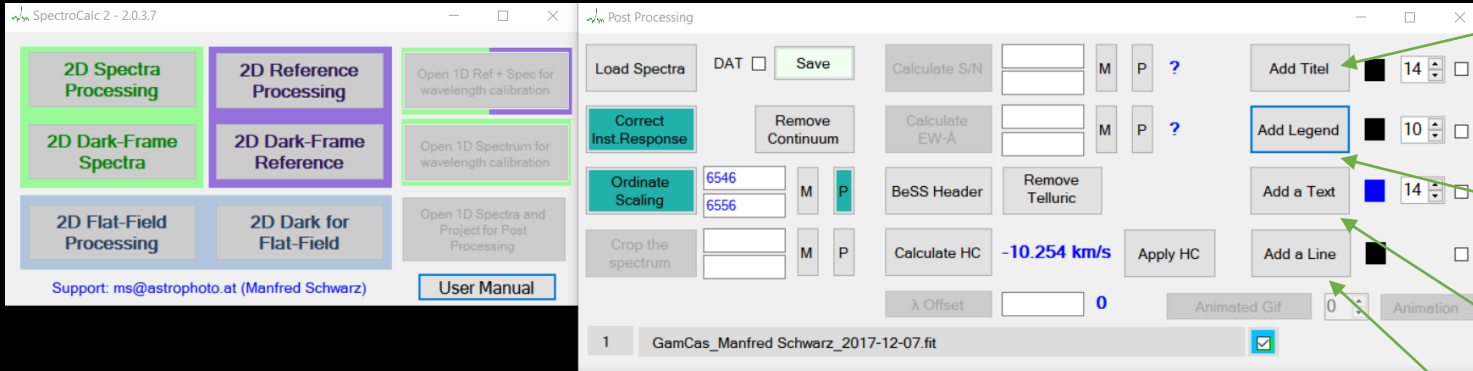 SpectroCalc 2 - 2.0.3.7
2D Spectra
Processing
2D Reference
Processing
Open 1D Ref + Spec for
wavelength calibration
2D Dark-Frame
Spectra
2D Dark-Frame
Reference
Open 1D Spectrum for
wavelength calibration
2D Flat-Field
Processing
2D Dark for
Flat-Field
Open 1D Spectra and
Project for Post
Processing
Support: ms@astrophoto.at (Manfred Schwarz)
User Manual
Post Processing
Load Spectra
DAT
Save
Calculate S/N
M
P
?
Add Titel
14
Correct
Inst.Response
Remove
Continuum
Calculate
EW-Å
M
P
?
Add Legend
10
Ordinate
Scaling
6546
6556
M
P
BeSS Header
Remove
Telluric
Add a Text
14
Crop the
spectrum
M
P
Calculate HC
-10.254 km/s
Apply HC
Add a Line
λ Offset
0
Animated Gif
0
Animation
1
GamCas_Manfred Schwarz_2017-12-07.fit